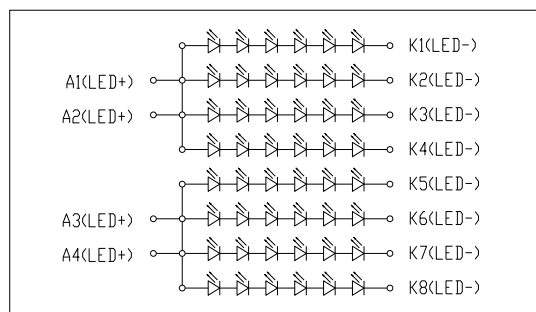 K1(LED-)
A1(LED+) K2(LED-)
A2(LED+) K3(LED-)
K4(LED-)
K5(LED-)
A3(LED+) K6(LED-)
A4(LED+) K7(LED-)
K8(LED-)